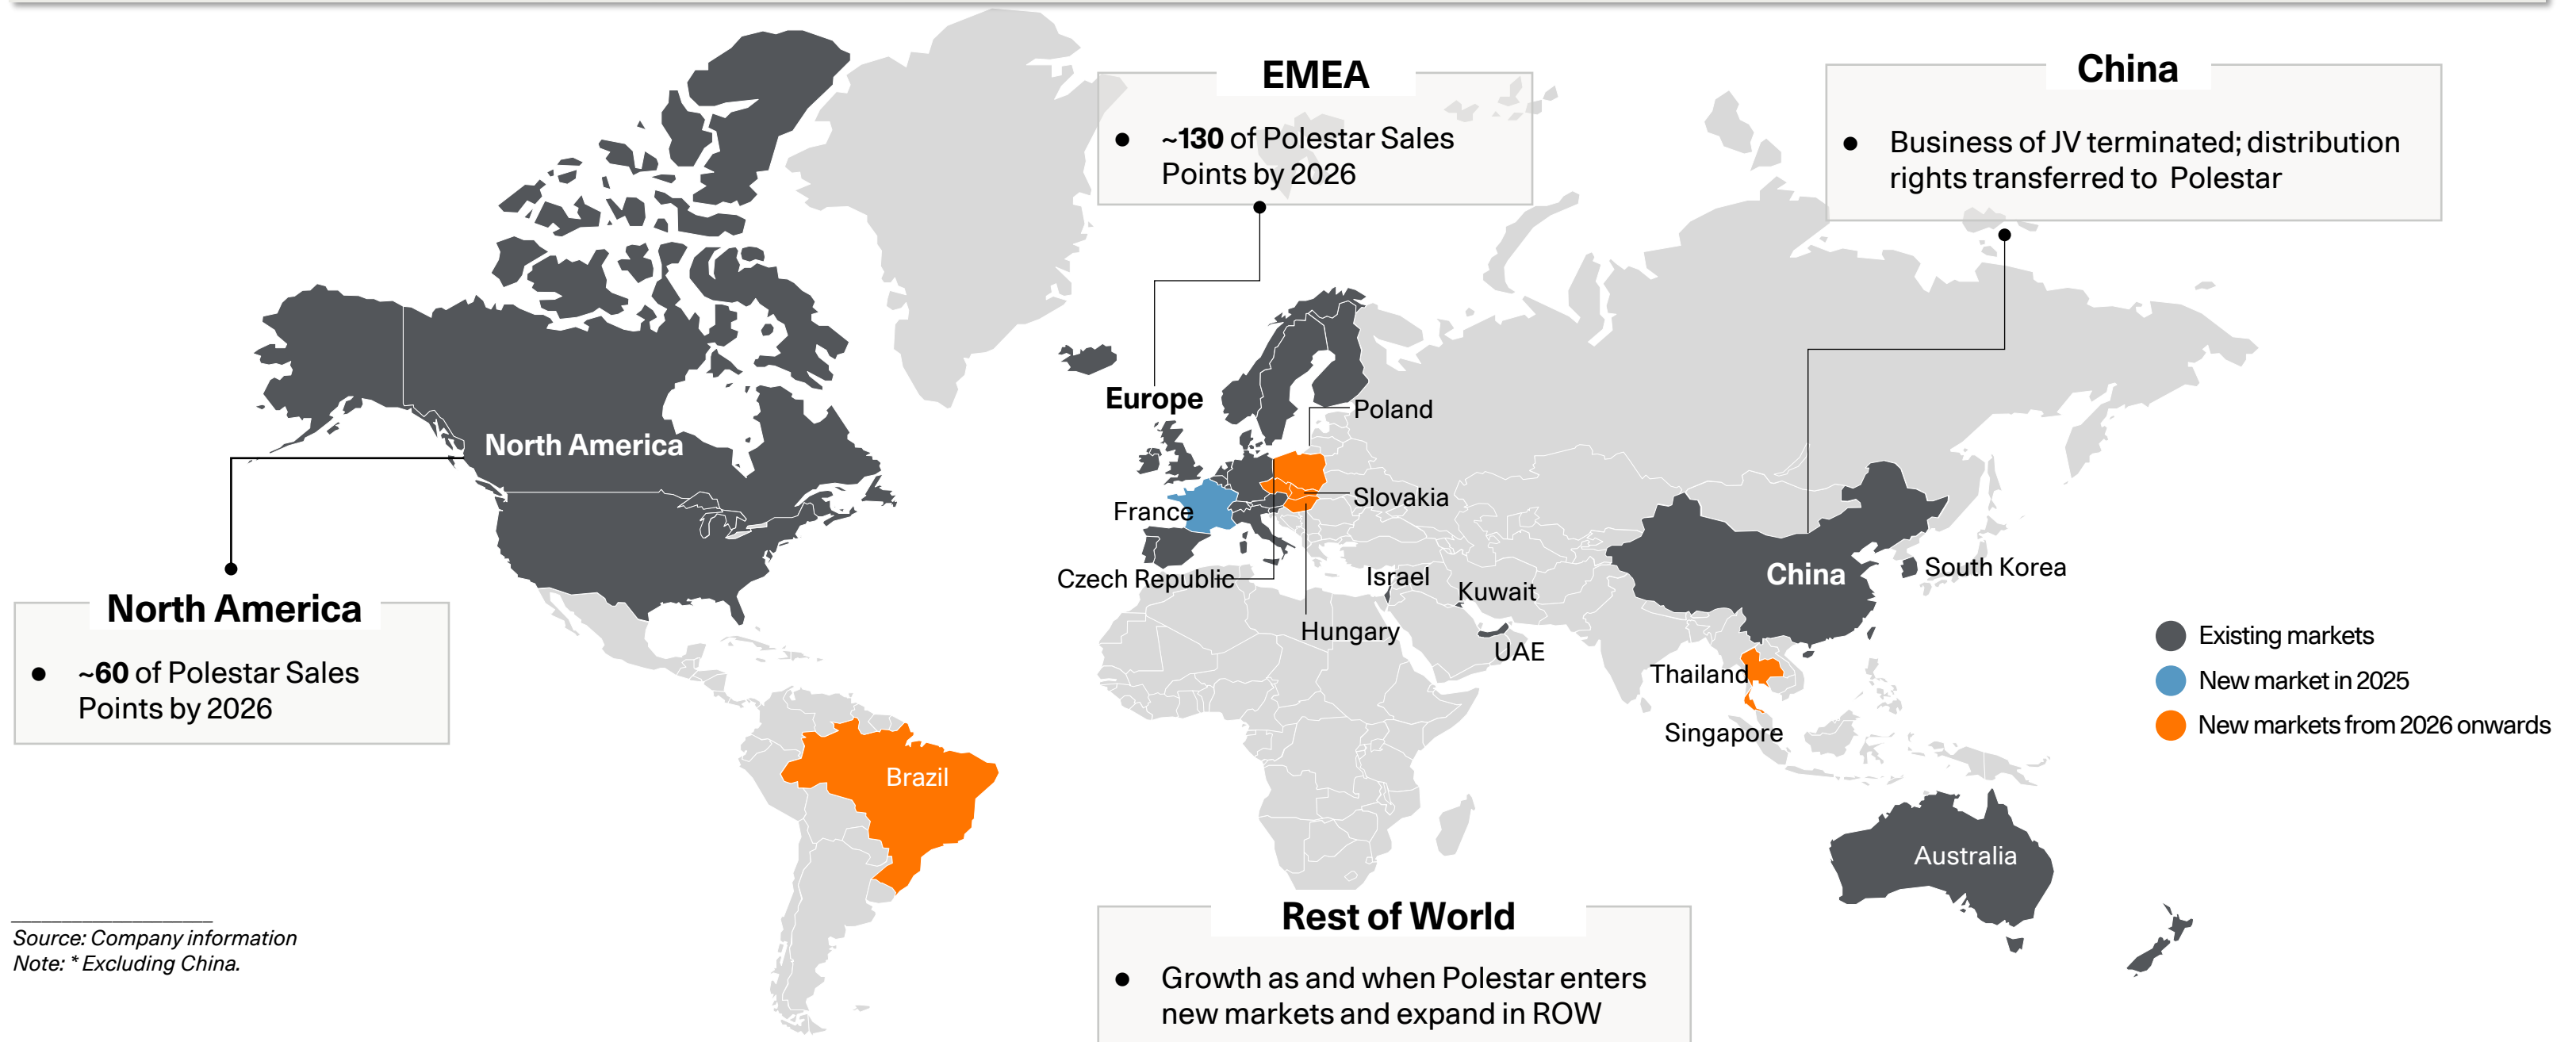 EMEA
● ~130 of Polestar Sales
Points by 2026
China
● Business of JV terminated; distribution
rights transferred to Polestar
North America
Europe
Poland
Slovakia
France
Czech Republic
Hungary
Israel
Kuwait
UAE
China
South Korea
Thailand
Singapore
Brazil
Australia
North America
● ~60 of Polestar Sales
Points by 2026
Existing markets
New market in 2025
New markets from 2026 onwards
Rest of World
● Growth as and when Polestar enters
new markets and expand in ROW
Source: Company information
Note: * Excluding China.